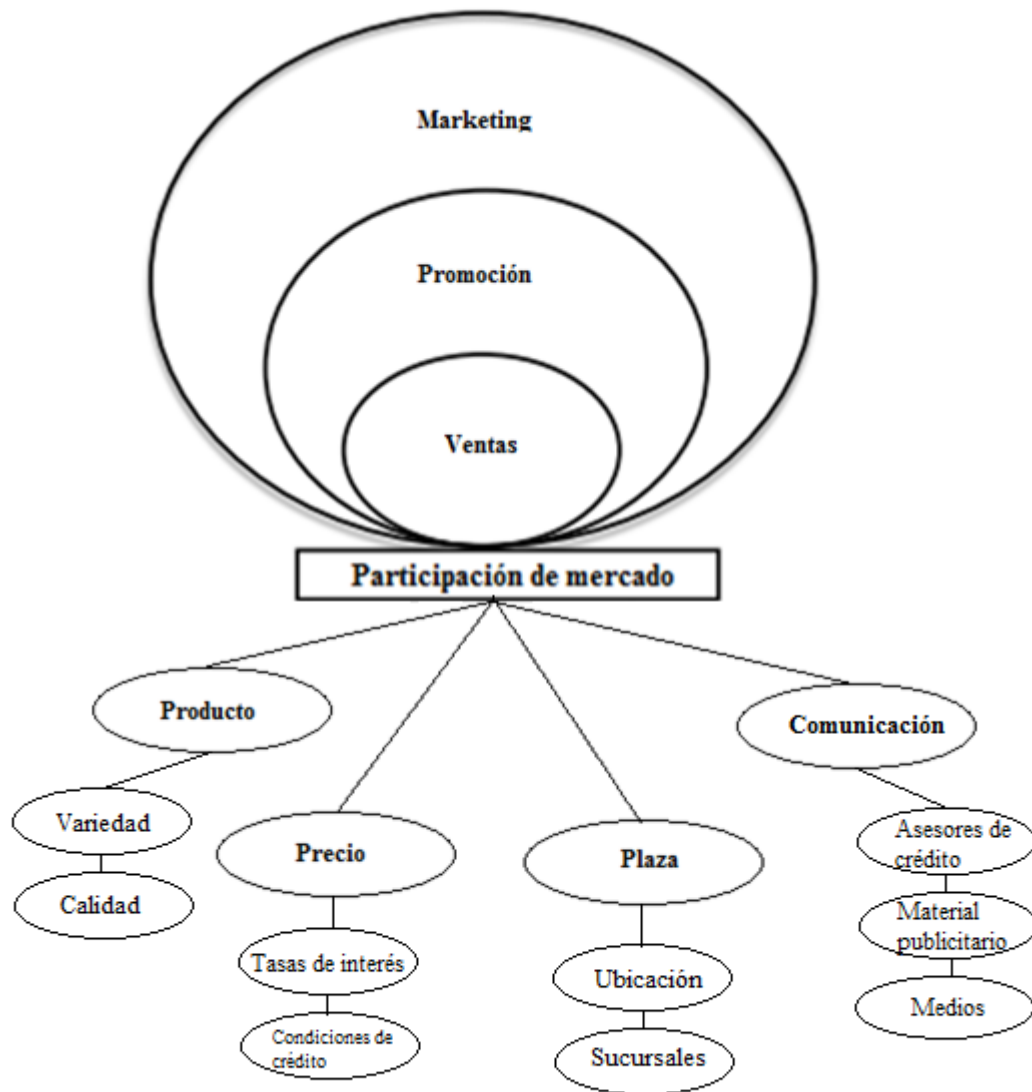 Marketing
Promoción
Ventas
Participación de mercado
Producto
Variedad
Calidad
Precio
Tasas de interés
Condiciones de
crédito
Plaza
Ubicación
Sucursales
Comunicación
Asesores de
crédito
Material
publicitario
Medios